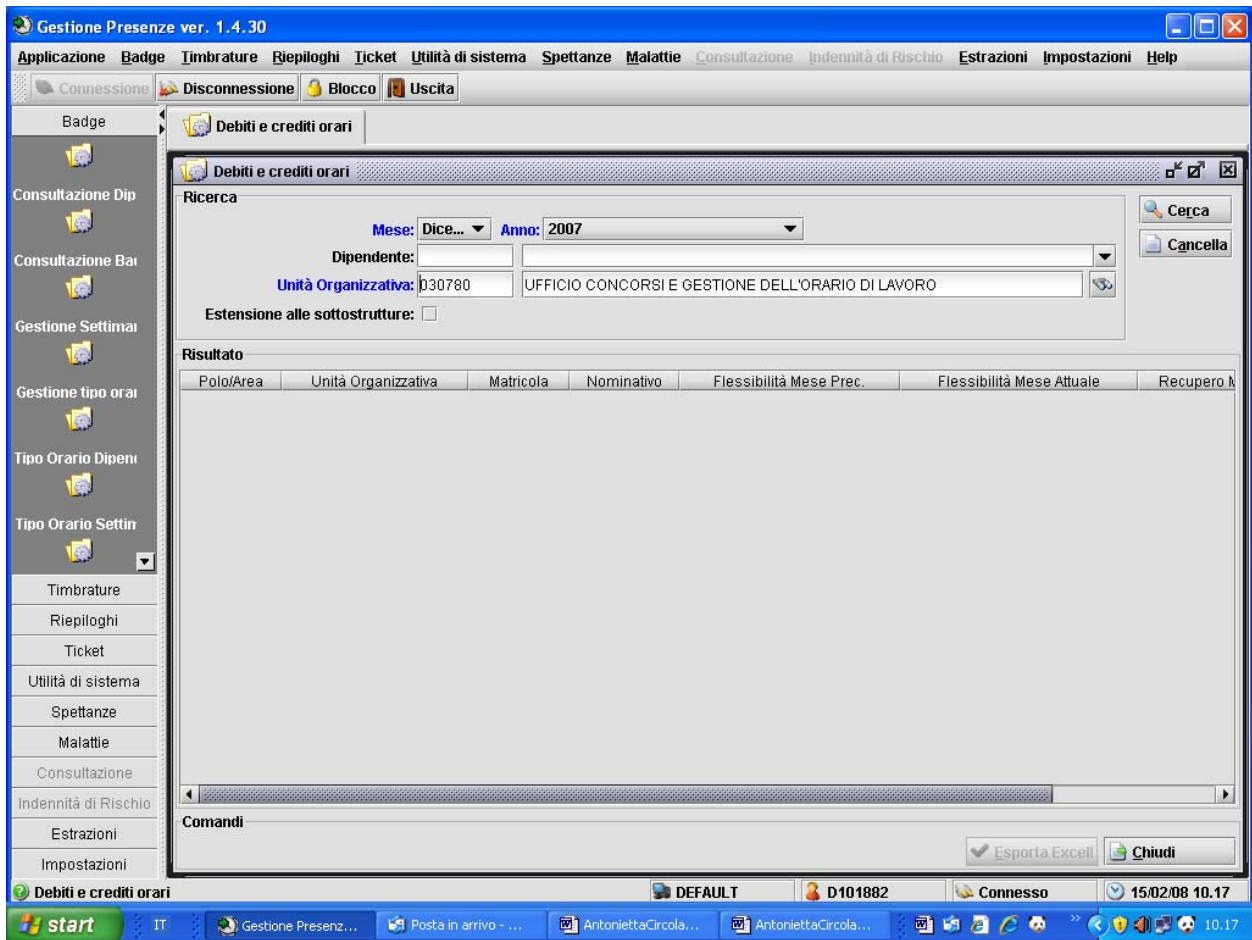 Gestione Presenze ver. 1.4.30
Applicazione Badge Timbrature Riepiloghi Ticket Utilità di sistema Spettanze Malattie Consultazione Indennità di Rischio Estrazioni Impostazioni Help
Connessione Disconnessione Blocco Uscita
Badge
Consultazione Dip
Consultazione Ba
Gestione Settimar
Gestione tipo orar
Tipo Orario Dipen
Tipo Orario Settin
Timbrature
Riepiloghi
Ticket
Utilità di sistema
Spettanze
Malattie
Consultazione
Indennità di Rischio
Estrazioni
Impostazioni
Debiti e crediti orari
Debiti e crediti orari
Ricerca
Mese: Dice... Anno: 2007
Dipendente:
Unità Organizzativa: 030780 UFFICIO CONCORSI E GESTIONE DELL'ORARIO DI LAVORO
Estensione alle sottostrutture:
Cerca
Cancella
Risultato
Polo/Area Unità Organizzativa Matricola Nominativo Flessibilità Mese Prec. Flessibilità Mese Attuale Recupero M
Comandi
Esporta Excell Chiudi
Debiti e crediti orari DEFAULT D101882 Connesso 15/02/08 10.17
start IT Gestione Presenz... Posta in arrivo - ... AntoniettaCircola... AntoniettaCircola... 10.17